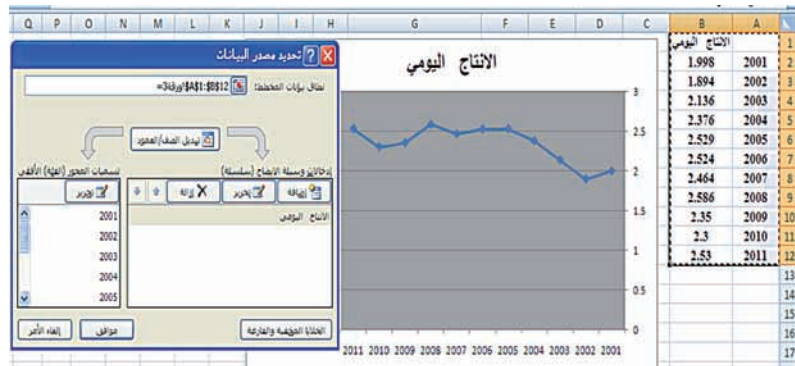 Q P O N M L K J I H G F E D C B A
الانتاج اليومي
1
1.998 2001 2
1.894 2002 3
2.136 2003 4
2.376 2004 5
2.529 2005 6
2.524 2006 7
2.464 2007 8
2.586 2008 9
2.35 2009 10
2.3 2010 11
2.53 2011 12
13
14
15
16
17
الانتاج اليومي
3
2.5
2
1.5
1
0.5
0
2011 2010 2009 2008 2007 2006 2005 2004 2003 2002 2001
تحديد مصدر البيانات
نطاق بيانات المخطط:
=ورقة3!$A$1:$B$12
تبديل الصف/العمود
إدخالات وسيلة الايضاح (سلسلة)
إضافة تحرير إزالة
الانتاج اليومي
تسميات المحور (الفئة) الأفقي
تحرير
2001
2002
2003
2004
2005
الخلايا المخفية والفارغة
موافق
إلغاء الأمر